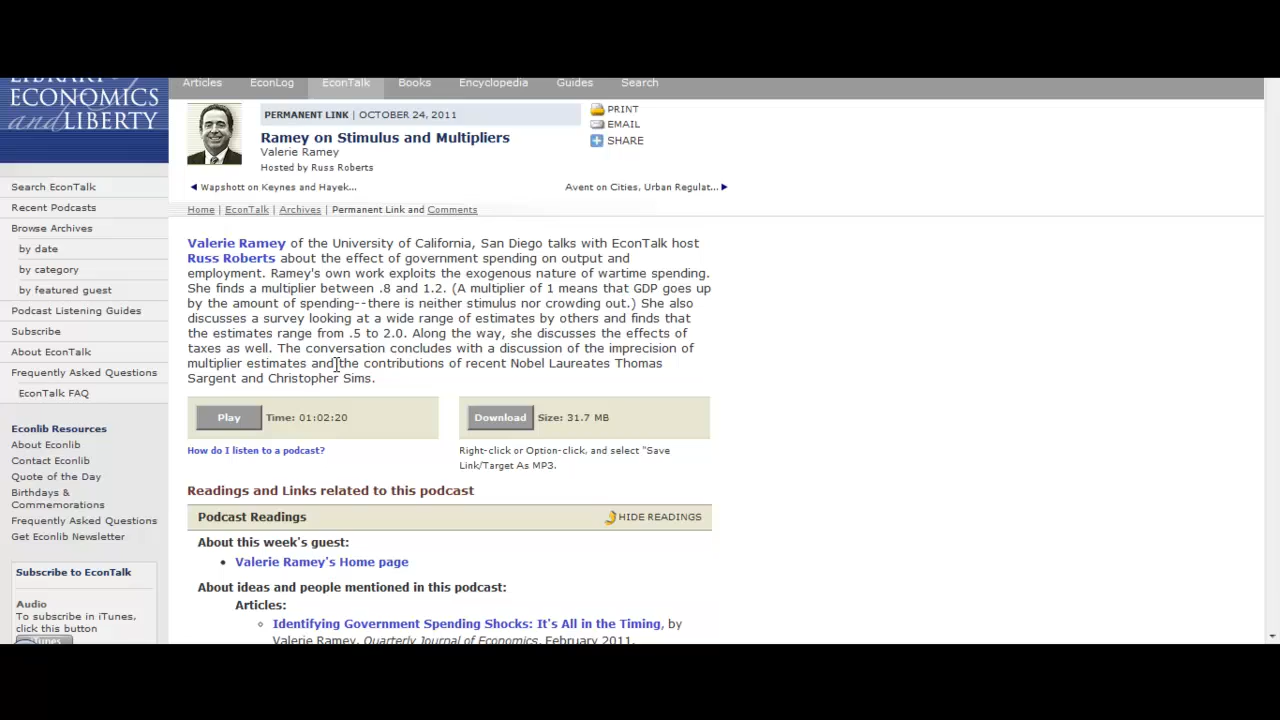 LIBRARY of
ECONOMICS
and LIBERTY
Articles EconLog EconTalk Books Encyclopedia Guides Search
PERMANENT LINK | OCTOBER 24, 2011
Ramey on Stimulus and Multipliers
Valerie Ramey
Hosted by Russ Roberts
PRINT
EMAIL
SHARE
Wapshott on Keynes and Hayek... Avent on Cities, Urban Regulat...
Home | EconTalk | Archives | Permanent Link and Comments
Search EconTalk
Recent Podcasts
Browse Archives
by date
by category
by featured guest
Podcast Listening Guides
Subscribe
About EconTalk
Frequently Asked Questions
EconTalk FAQ
Econlib Resources
About Econlib
Contact Econlib
Quote of the Day
Birthdays &
Commemorations
Frequently Asked Questions
Get Econlib Newsletter
Subscribe to EconTalk
Audio
To subscribe in iTunes,
click this button
iTunes
Valerie Ramey of the University of California, San Diego talks with EconTalk host
Russ Roberts about the effect of government spending on output and
employment. Ramey's own work exploits the exogenous nature of wartime spending.
She finds a multiplier between .8 and 1.2. (A multiplier of 1 means that GDP goes up
by the amount of spending--there is neither stimulus nor crowding out.) She also
discusses a survey looking at a wide range of estimates by others and finds that
the estimates range from .5 to 2.0. Along the way, she discusses the effects of
taxes as well. The conversation concludes with a discussion of the imprecision of
multiplier estimates and the contributions of recent Nobel Laureates Thomas
Sargent and Christopher Sims.
Play Time: 01:02:20
Download Size: 31.7 MB
How do I listen to a podcast?
Right-click or Option-click, and select "Save
Link/Target As MP3.
Readings and Links related to this podcast
Podcast Readings HIDE READINGS
About this week's guest:
Valerie Ramey's Home page
About ideas and people mentioned in this podcast:
Articles:
Identifying Government Spending Shocks: It's All in the Timing, by
Valerie Ramey. Quarterly Journal of Economics. February 2011.